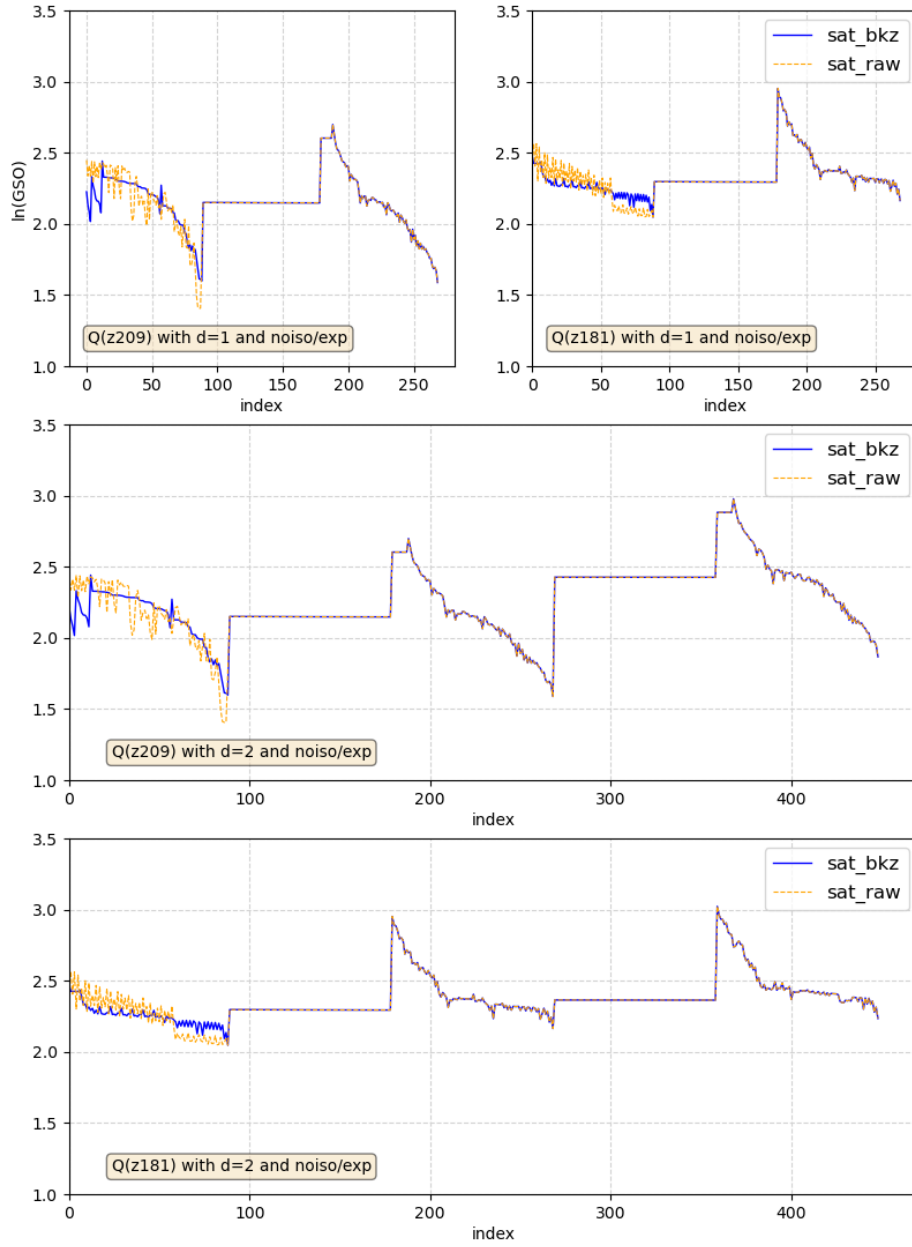 3.5
3.0
2.5
2.0
1.5
1.0
ln(GSO)
Q(z209) with d=1 and noiso/exp
0 50 100 150 200 250
index
3.5
3.0
2.5
2.0
1.5
1.0
sat_bkz
sat_raw
Q(z181) with d=1 and noiso/exp
0 50 100 150 200 250
index
3.5
3.0
2.5
2.0
1.5
1.0
sat_bkz
sat_raw
Q(z209) with d=2 and noiso/exp
0 100 200 300 400
index
3.5
3.0
2.5
2.0
1.5
1.0
sat_bkz
sat_raw
Q(z181) with d=2 and noiso/exp
0 100 200 300 400
index